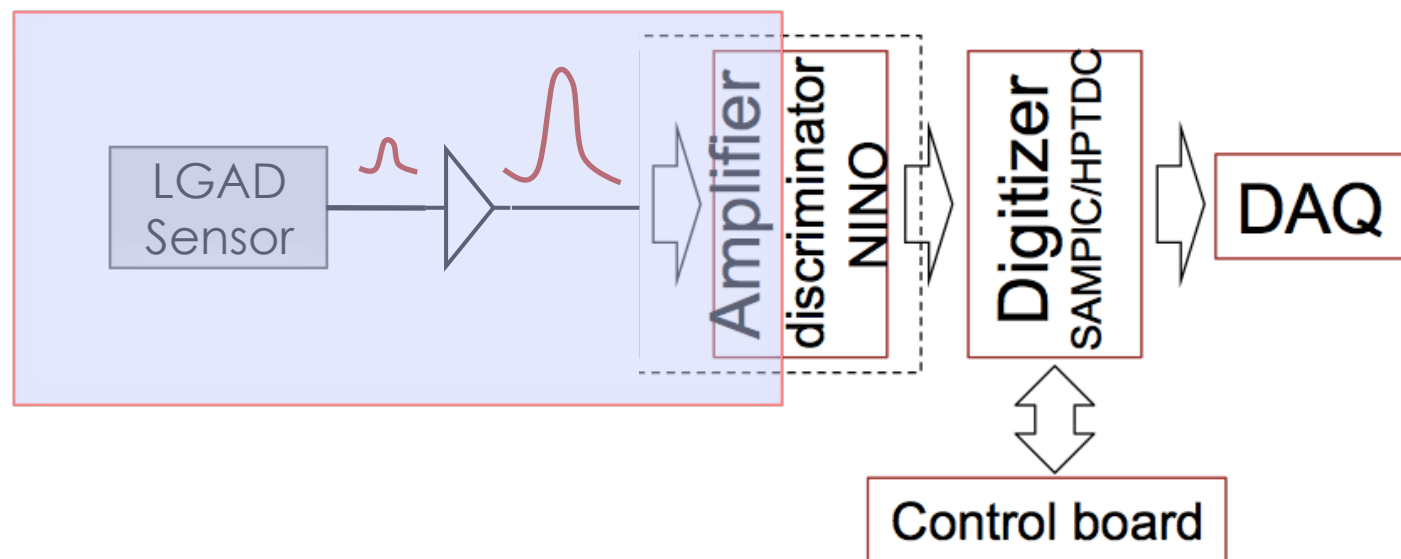 LGAD
Sensor
Amplifier
discriminator
NINO
Digitizer
SAMPIC/HPTDC
DAQ
Control board